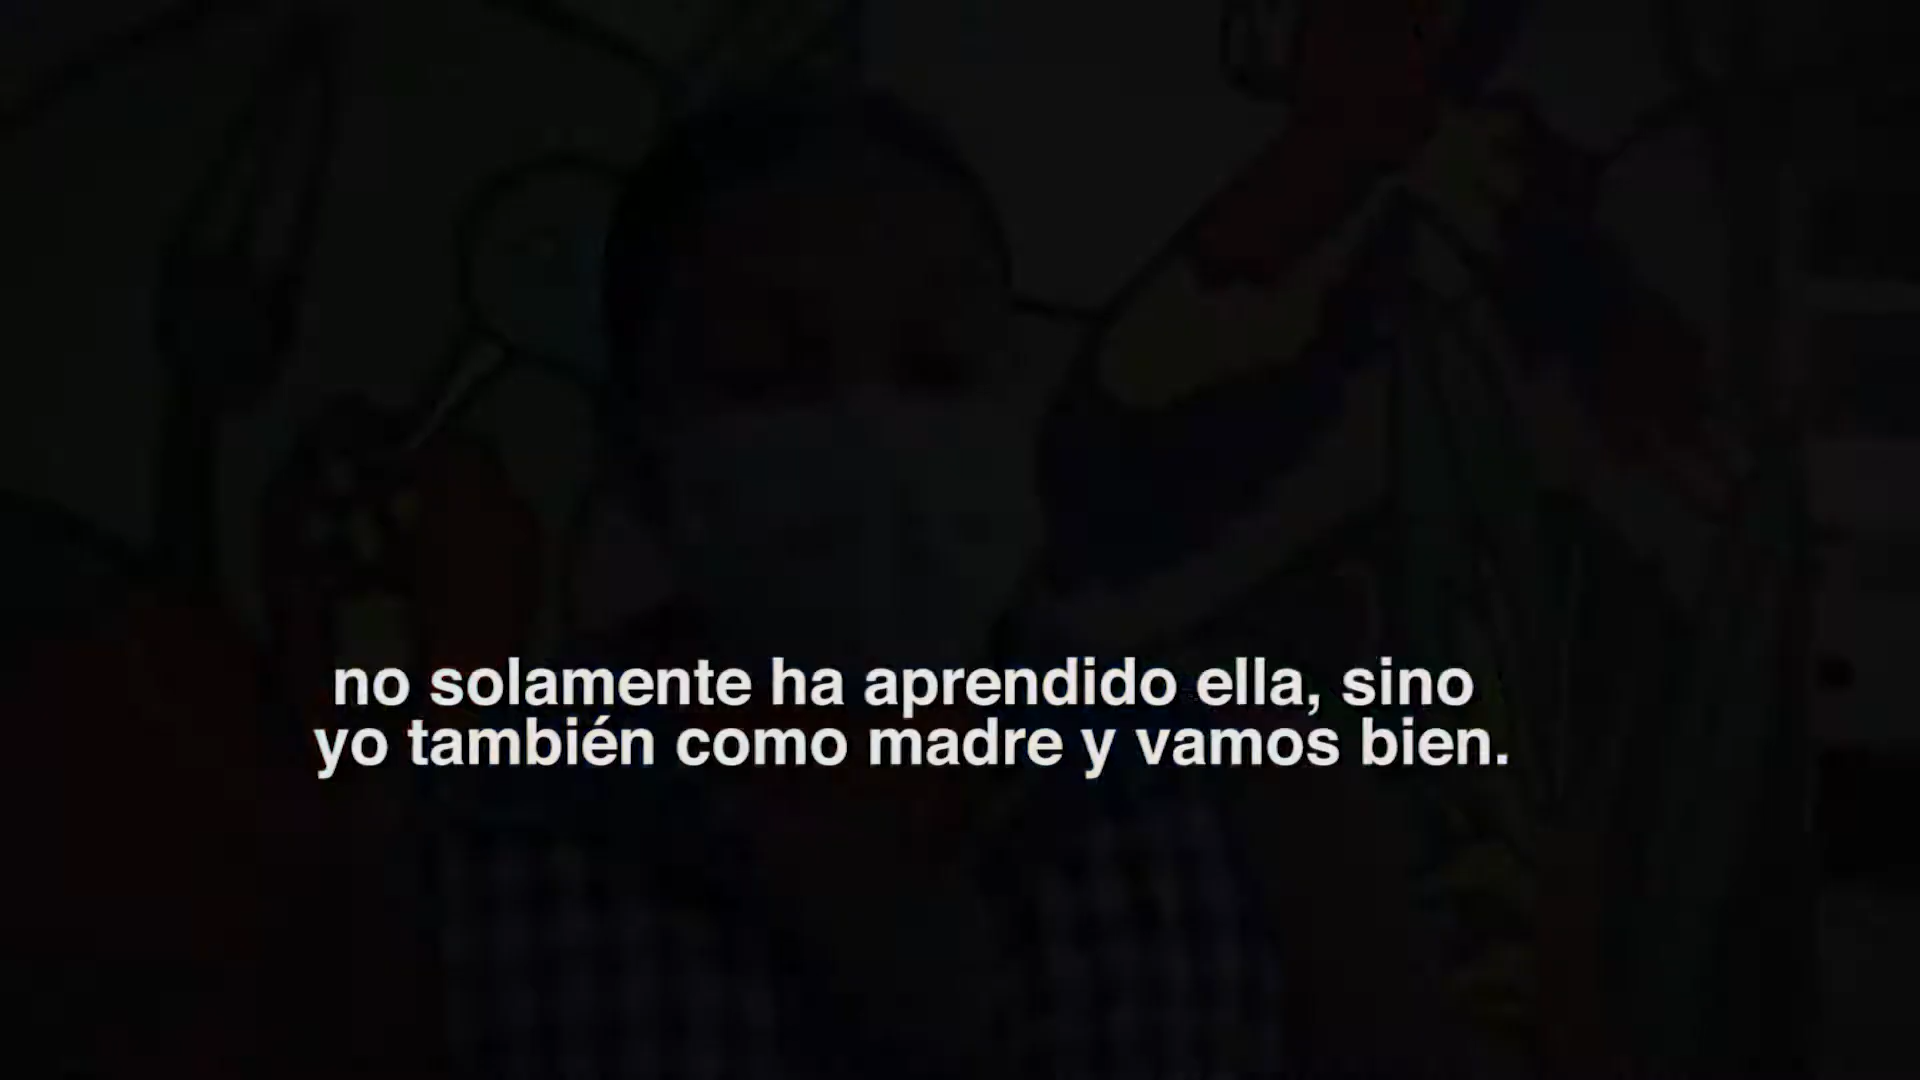 no solamente ha aprendido ella, sino
yo también como madre y vamos bien.